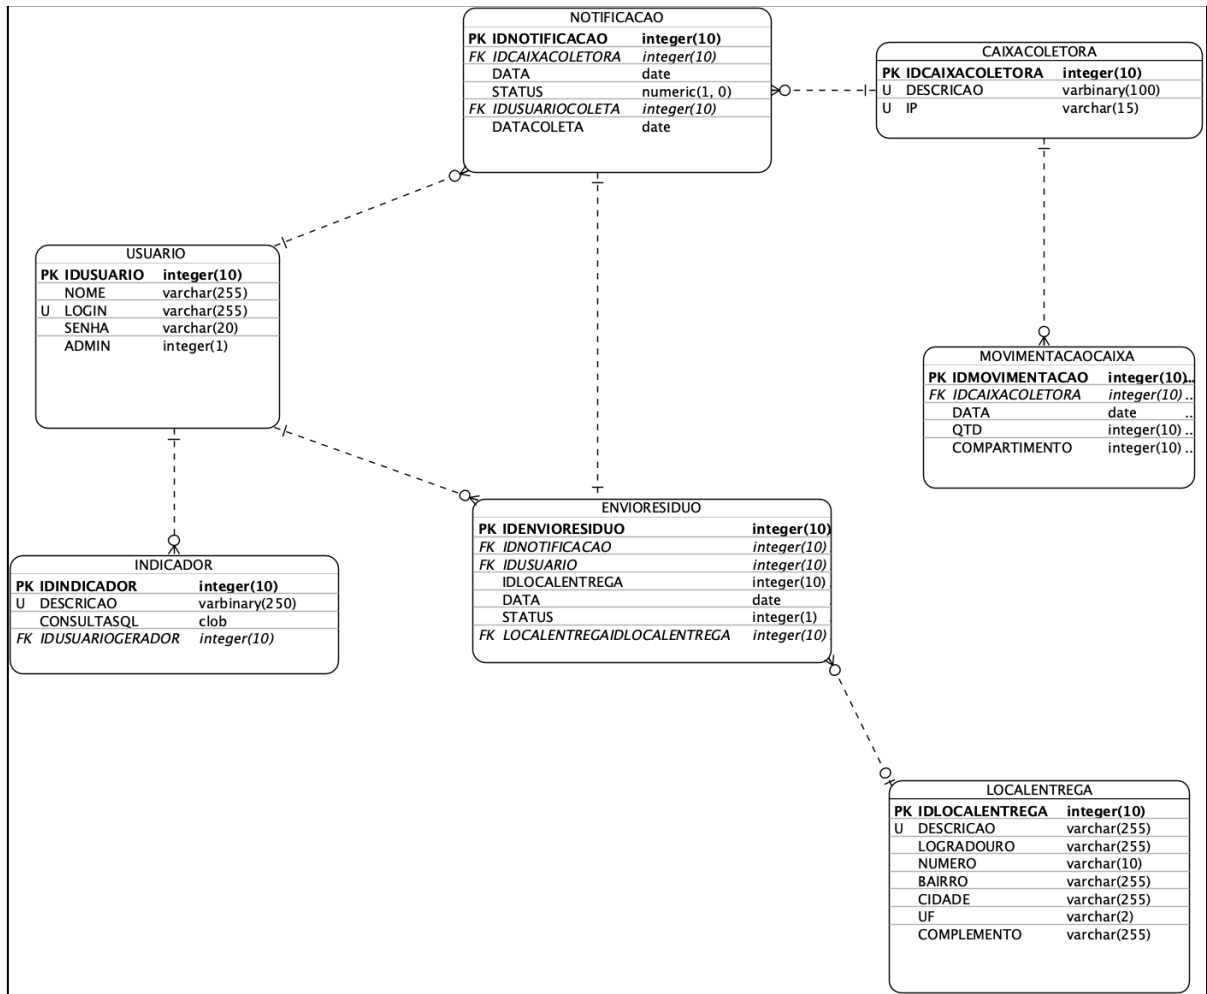 NOTIFICACAO
PK IDNOTIFICACAO integer(10)
FK IDCAIXACOLETORA integer(10)
DATA date
STATUS numeric(1, 0)
FK IDUSUARIOCOLETA integer(10)
DATACOLETA date
CAIXACOLETORA
PK IDCAIXACOLETORA integer(10)
U DESCRICAO varbinary(100)
U IP varchar(15)
USUARIO
PK IDUSUARIO integer(10)
NOME varchar(255)
U LOGIN varchar(255)
SENHA varchar(20)
ADMIN integer(1)
MOVIMENTACAOCAIXA
PK IDMOVIMENTACAO integer(10)..
FK IDCAIXACOLETORA integer(10) ..
DATA date ..
QTD integer(10) ..
COMPARTIMENTO integer(10) ..
ENVIORESIDUO
PK IDENVIORESIDUO integer(10)
FK IDNOTIFICACAO integer(10)
FK IDUSUARIO integer(10)
IDLOCALENTREGA integer(10)
DATA date
STATUS integer(1)
FK LOCALENTREGAIDLOCALENTREGA integer(10)
INDICADOR
PK IDINDICADOR integer(10)
U DESCRICAO varbinary(250)
CONSULTASQL clob
FK IDUSUARIOGERADOR integer(10)
LOCALENTREGA
PK IDLOCALENTREGA integer(10)
U DESCRICAO varchar(255)
LOGRADOURO varchar(255)
NUMERO varchar(10)
BAIRRO varchar(255)
CIDADE varchar(255)
UF varchar(2)
COMPLEMENTO varchar(255)